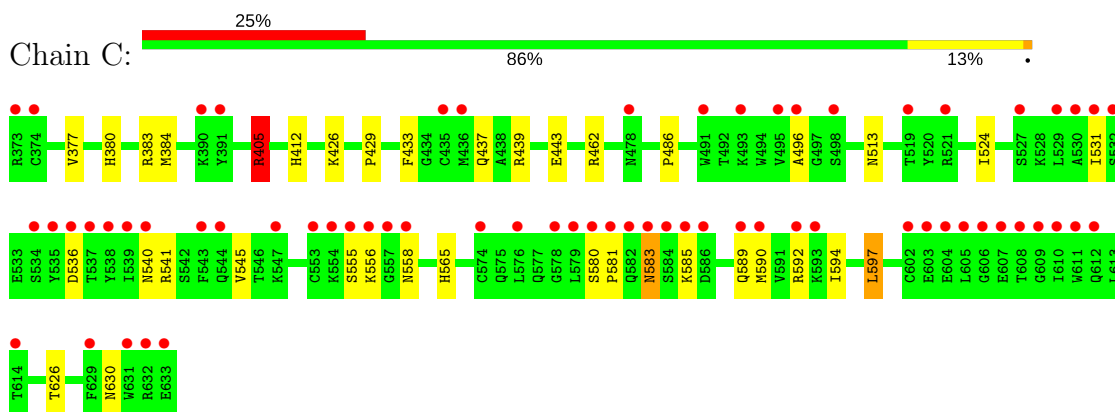 25%
Chain C:
86% 13% •
R373 C374 V377 H380 R383 M384 K390 Y391 R405 H412 K426 P429 F433 G434 C435 M436 Q437 A438 R439 E443 R462 N478 P486 W491 T492 K493 W494 V495 A496 G497 S498 N513 T519 Y520 R521 I524 S527 K528 L529 A530 I531
E533 S534 Y535 D536 T537 Y538 I539 N540 R541 S542 F543 Q544 V545 T546 K547 C553 K554 S555 K556 G557 N558 H565 C574 Q575 L576 Q577 G578 L579 S580 P581 Q582 N583 S584 K585 D586 Q589 M590 V591 R592 K593 I594 L597 C602 E603 E604 L605 G606 E607 T608 G609 I610 W611 Q612
T614 T626 F629 N630 W631 R632 E633